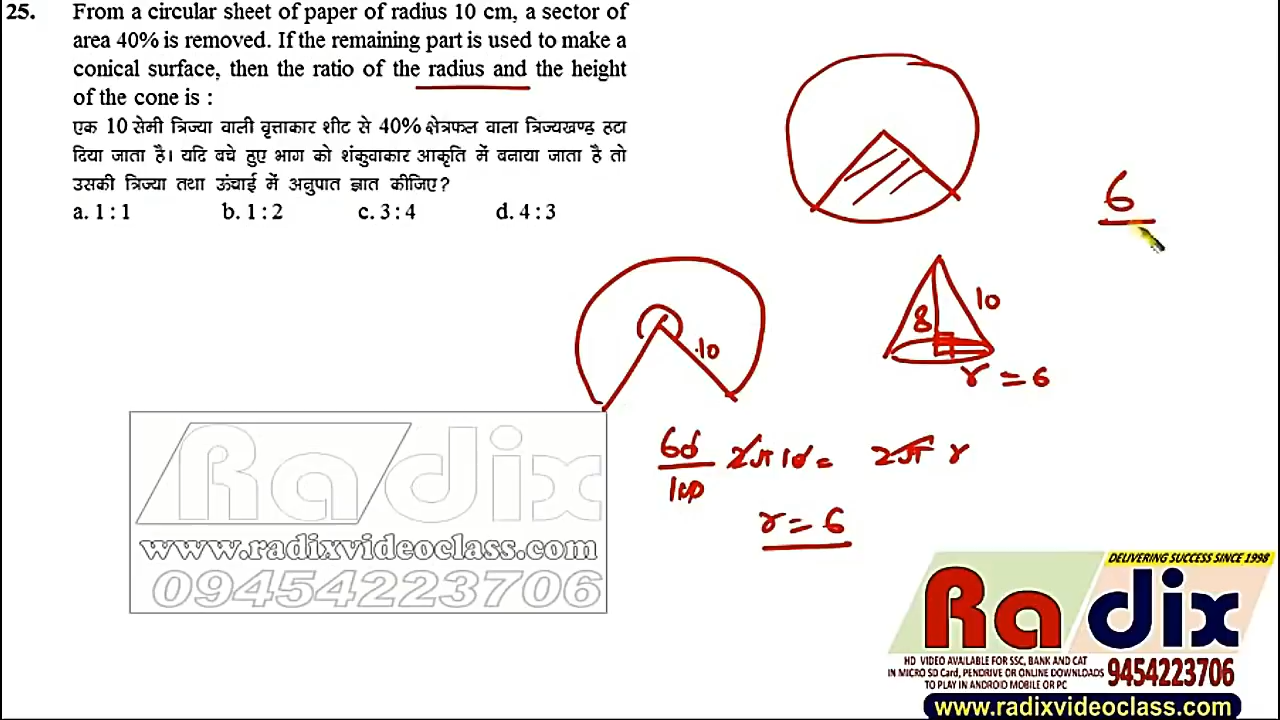 25. From a circular sheet of paper of radius 10 cm, a sector of
area 40% is removed. If the remaining part is used to make a
conical surface, then the ratio of the radius and the height
of the cone is :
एक 10 सेमी त्रिज्या वाली वृत्ताकार शीट से 40% क्षेत्रफल वाला त्रिज्यखण्ड हटा
दिया जाता है। यदि बचे हुए भाग को शंकुवाकार आकृति में बनाया जाता है तो
उसकी त्रिज्या तथा ऊंचाई में अनुपात ज्ञात कीजिए?
a. 1 : 1 b. 1 : 2 c. 3 : 4 d. 4 : 3
6
10
8
r = 6
10
60/100 2π10 = 2π r
r = 6
Radix
www.radixvideoclass.com
09454223706
DELIVERING SUCCESS SINCE 1998
Radix
HD VIDEO AVAILABLE FOR SSC, BANK AND CAT
IN MICRO SD Card, PENDRIVE OR ONLINE DOWNLOADS
TO PLAY IN ANDROID MOBILE OR PC
9454223706
www.radixvideoclass.com